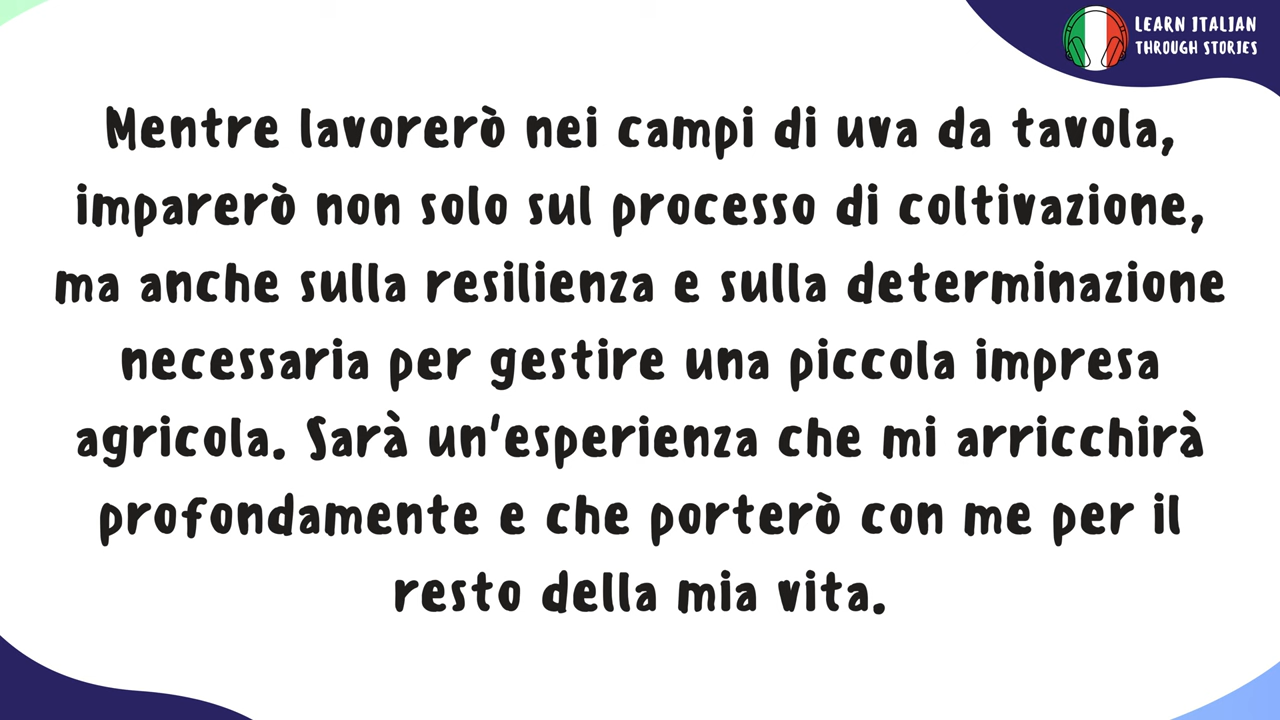 LEARN ITALIAN
THROUGH STORIES
Mentre lavorerò nei campi di uva da tavola,
imparerò non solo sul processo di coltivazione,
ma anche sulla resilienza e sulla determinazione
necessaria per gestire una piccola impresa
agricola. Sarà un'esperienza che mi arricchirà
profondamente e che porterò con me per il
resto della mia vita.